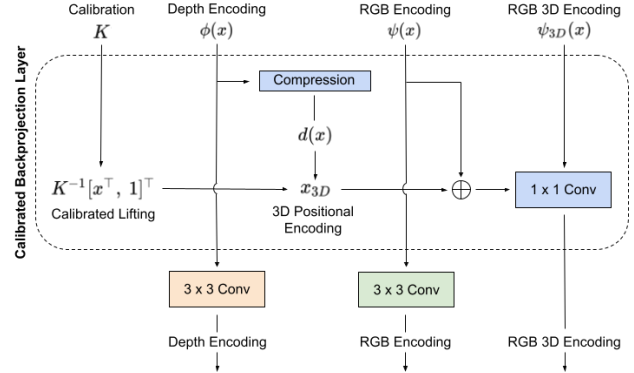 Calibration
Depth Encoding
RGB Encoding
RGB 3D Encoding
K
ϕ(x)
ψ(x)
ψ₃D(x)
Calibrated Backprojection Layer
Compression
d(x)
K⁻¹[x⊤, 1]⊤
x₃D
⊕
1 x 1 Conv
Calibrated Lifting
3D Positional
Encoding
3 x 3 Conv
3 x 3 Conv
Depth Encoding
RGB Encoding
RGB 3D Encoding